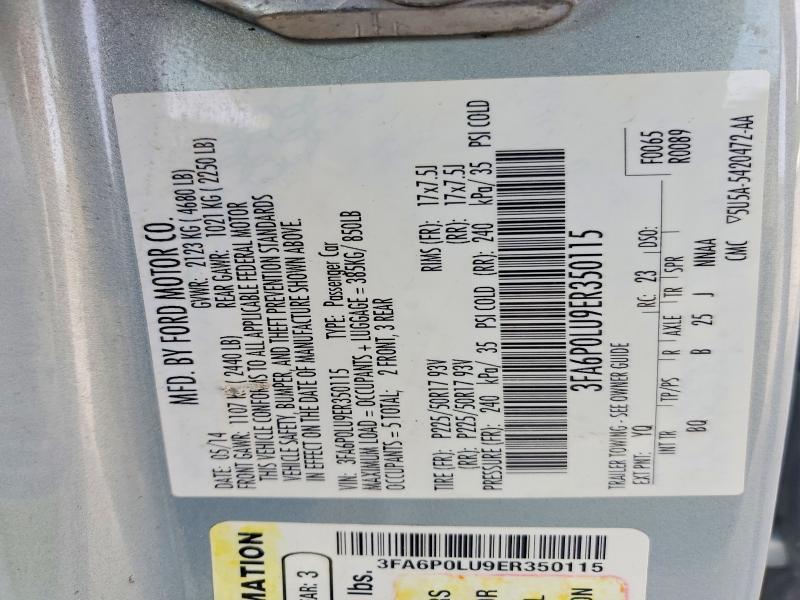 MFD. BY FORD MOTOR CO.
DATE: 05/14 GVWR: 2123 KG ( 4680 LB)
FRONT GAWR: 1107 KG ( 2440 LB) REAR GAWR: 1021 KG ( 2250 LB)
THIS VEHICLE CONFORMS TO ALL APPLICABLE FEDERAL MOTOR
VEHICLE SAFETY, BUMPER, AND THEFT PREVENTION STANDARDS
IN EFFECT ON THE DATE OF MANUFACTURE SHOWN ABOVE.
VIN: 3FA6P0LU9ER350115 TYPE: Passenger Car
MAXIMUM LOAD = OCCUPANTS + LUGGAGE = 385KG/ 850LB
OCCUPANTS = 5 TOTAL: 2 FRONT, 3 REAR
TIRE (FR): P225/50R17 93V RIMS (FR): 17x7.5J
(RR): P225/50R17 93V (RR): 17x7.5J
PRESSURE (FR): 240 kPa/ 35 PSI COLD (RR): 240 kPa/ 35 PSI COLD
3FA6P0LU9ER350115
F0065
R0089
TRAILER TOWING - SEE OWNER GUIDE
EXT PNT: YQ RC: 23 DSO:
INT TR TP/PS R AXLE TR SPR
BQ B 25 J NNAA
CMC ▽5U5A-5420472-AA
3FA6P0LU9ER350115
lbs.
AR: 3
MATION